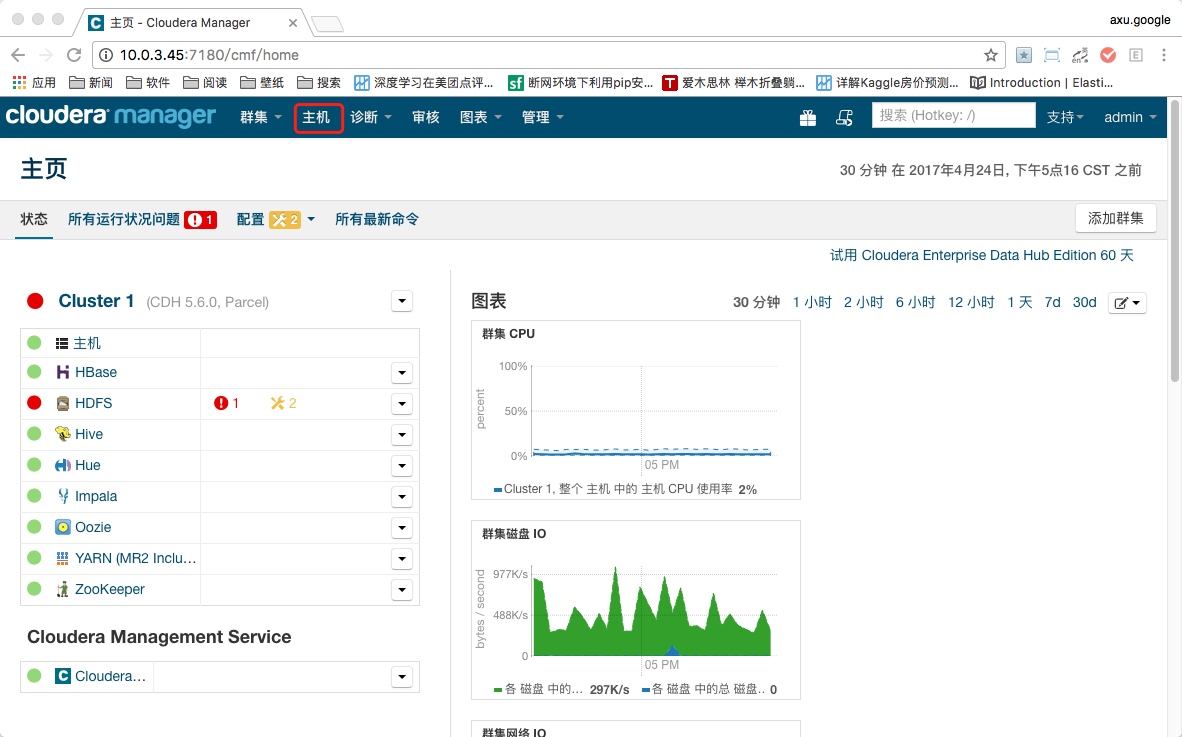 主页 - Cloudera Manager
axu.google
10.0.3.45:7180/cmf/home
应用 新闻 软件 阅读 壁纸 搜索 深度学习在美团点评... 断网环境下利用pip安... 爱木思林 榉木折叠躺... 详解Kaggle房价预测... Introduction | Elasti...
cloudera manager 群集 主机 诊断 审核 图表 管理 搜索 (Hotkey: /) 支持 admin
主页
30 分钟 在 2017年4月24日, 下午5点16 CST 之前
状态 所有运行状况问题 1 配置 2 所有最新命令 添加群集
试用 Cloudera Enterprise Data Hub Edition 60 天
Cluster 1 (CDH 5.6.0, Parcel)
主机
HBase
HDFS 1 2
Hive
Hue
Impala
Oozie
YARN (MR2 Inclu...
ZooKeeper
Cloudera Management Service
Cloudera...
图表 30 分钟 1 小时 2 小时 6 小时 12 小时 1 天 7d 30d
群集 CPU
percent
100%
50%
0%
05 PM
Cluster 1, 整个 主机 中的 主机 CPU 使用率 2%
群集磁盘 IO
bytes / second
977K/s
488K/s
0
05 PM
各 磁盘 中的... 297K/s 各 磁盘 中的总 磁盘.. 0
群集网络 IO